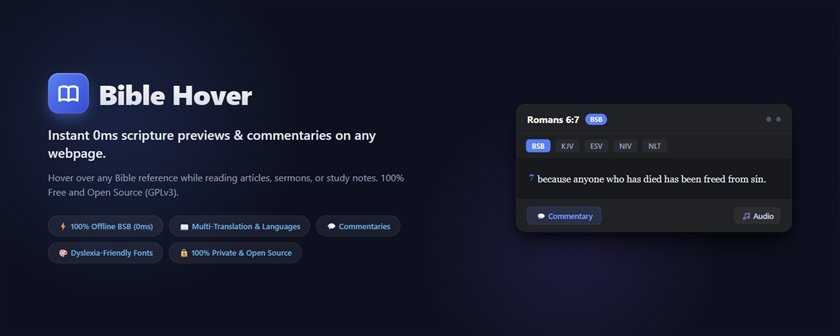 Bible Hover
Instant 0ms scripture previews & commentaries on any
webpage.
Hover over any Bible reference while reading articles, sermons, or study notes. 100%
Free and Open Source (GPLv3).
100% Offline BSB (0ms)
Multi-Translation & Languages
Commentaries
Dyslexia-Friendly Fonts
100% Private & Open Source
Romans 6:7 BSB
BSB KJV ESV NIV NLT
7 because anyone who has died has been freed from sin.
Commentary
Audio